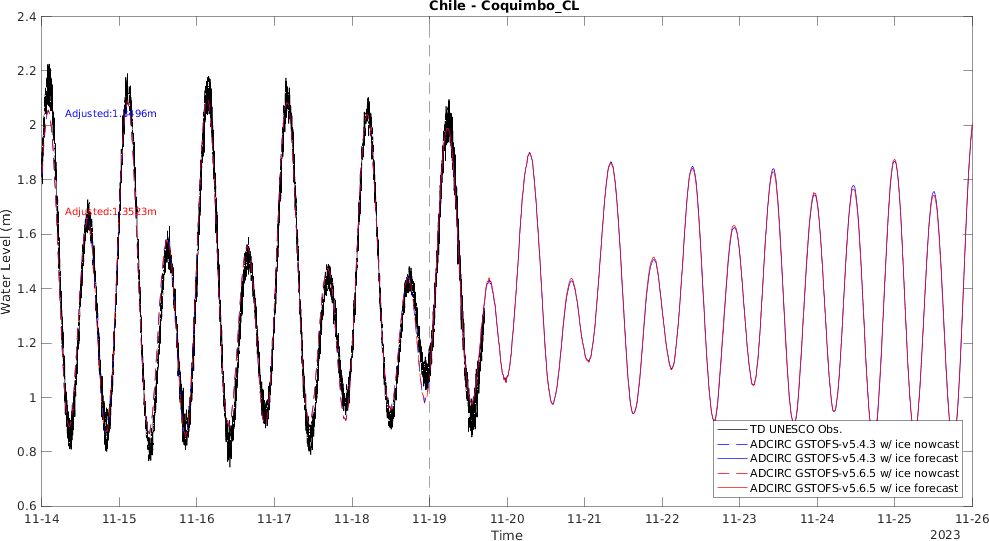 Chile - Coquimbo_CL
2.4
2.2
2
1.8
1.6
1.4
1.2
1
0.8
0.6
Water Level (m)
Adjusted:1.3496m
Adjusted:1.3523m
TD UNESCO Obs.
ADCIRC GSTOFS-v5.4.3 w/ ice nowcast
ADCIRC GSTOFS-v5.4.3 w/ ice forecast
ADCIRC GSTOFS-v5.6.5 w/ ice nowcast
ADCIRC GSTOFS-v5.6.5 w/ ice forecast
11-14 11-15 11-16 11-17 11-18 11-19 11-20 11-21 11-22 11-23 11-24 11-25 11-26
Time
2023